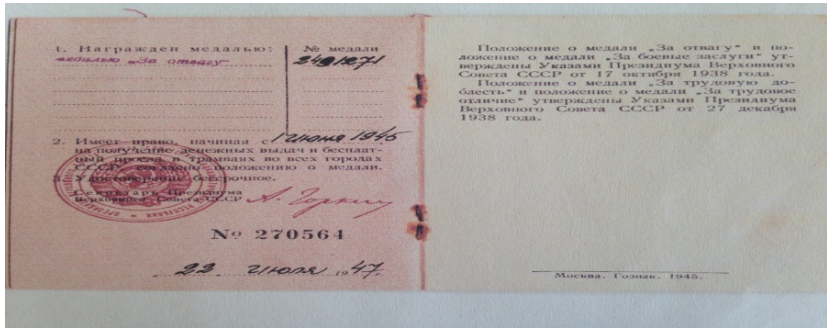 1. Награжден медалью:
№ медали
медалью „За отвагу
2491271
2. Имеет право, начиная с 1 июня 1945
на получение денежных выдач и бесплат-
ный проезд в трамваях во всех городах
СССР согласно положению о медали.
3. Удостоверение бессрочное.
Секретарь Президиума
Верховного Совета СССР А. Горкин
№ 270564
22 июля 1947 г.
Положение о медали „За отвагу" и по-
ложение о медали „За боевые заслуги" ут-
верждены Указами Президиума Верховного
Совета СССР от 17 октября 1938 года.
Положение о медали „За трудовую до-
блесть" и положение о медали „За трудовое
отличие" утверждены Указами Президиума
Верховного Совета СССР от 27 декабря
1938 года.
Москва. Гознак. 1945.